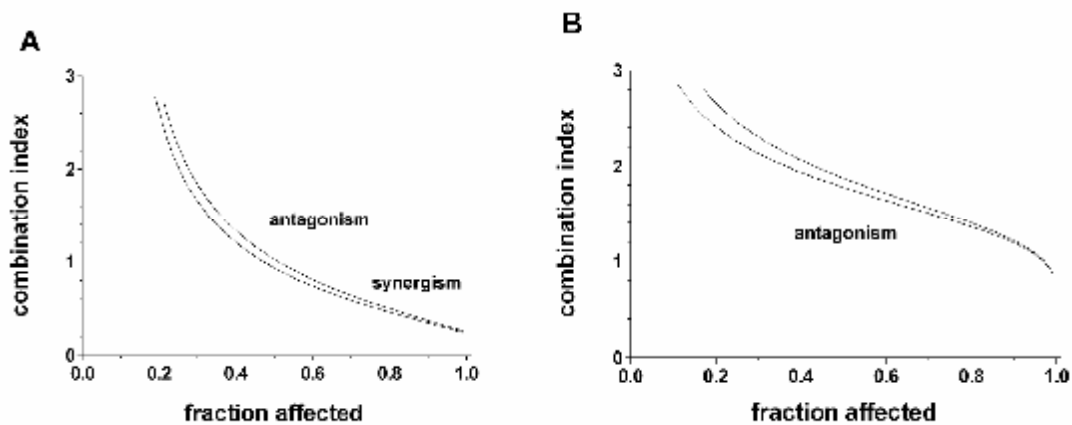 A
3
2
1
0
combination index
antagonism
synergism
0.0 0.2 0.4 0.6 0.8 1.0
fraction affected
B
3
2
1
0
combination index
antagonism
0.0 0.2 0.4 0.6 0.8 1.0
fraction affected